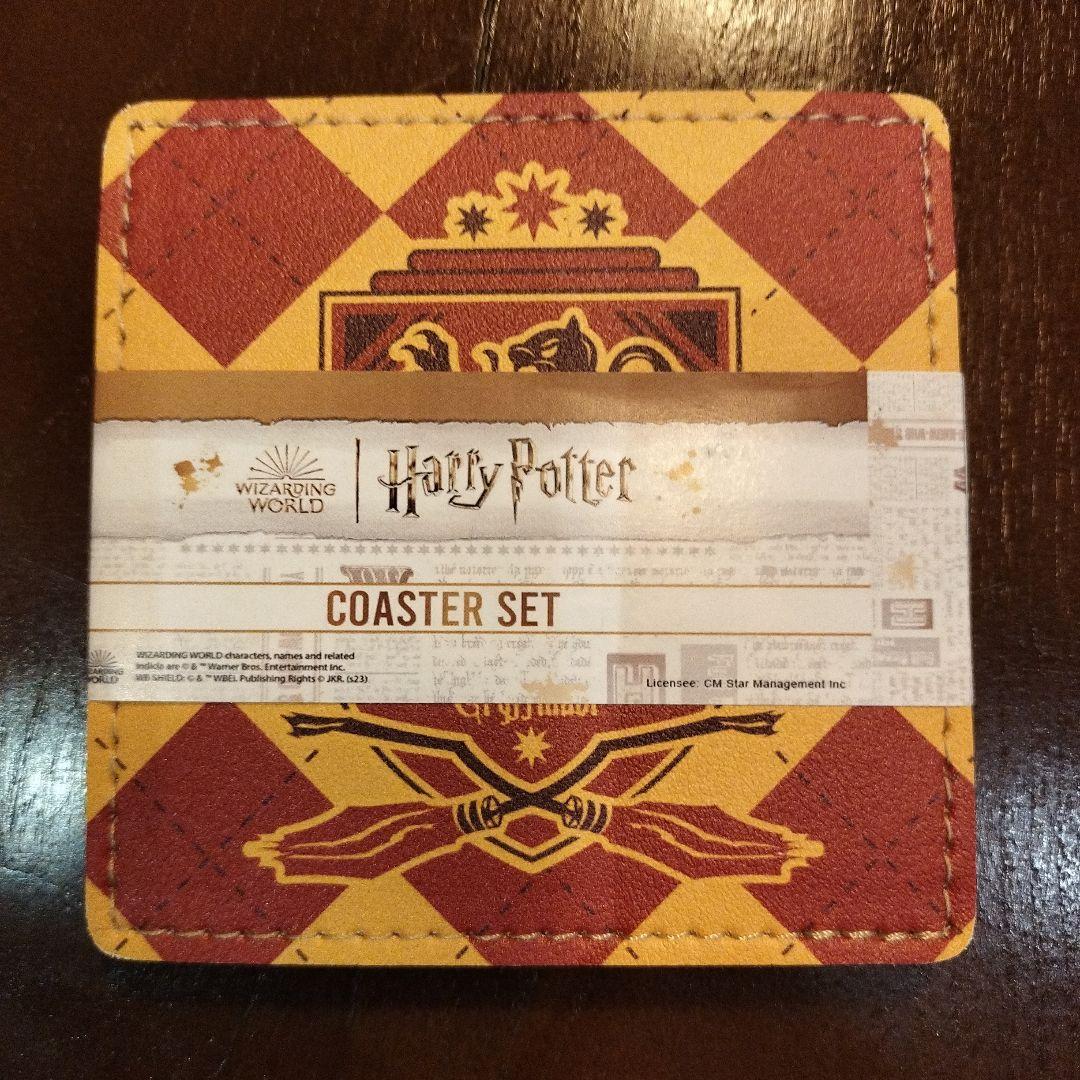 WIZARDING
WORLD
Harry Potter
COASTER SET
WIZARDING WORLD characters, names and related
indicia are © & ™ Warner Bros. Entertainment Inc.
WB SHIELD: © & ™ WBEI. Publishing Rights © JKR. (s23)
Licensee: CM Star Management Inc
Gryffindor